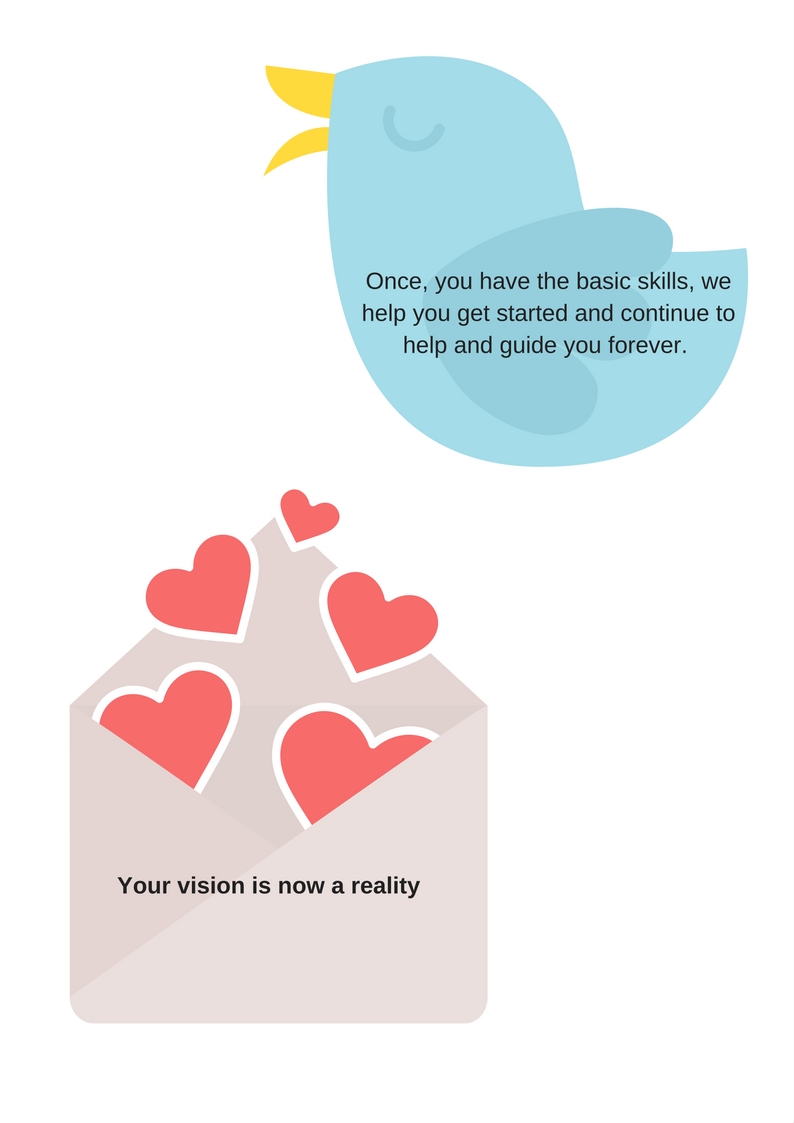 Once, you have the basic skills, we
help you get started and continue to
help and guide you forever.
Your vision is now a reality